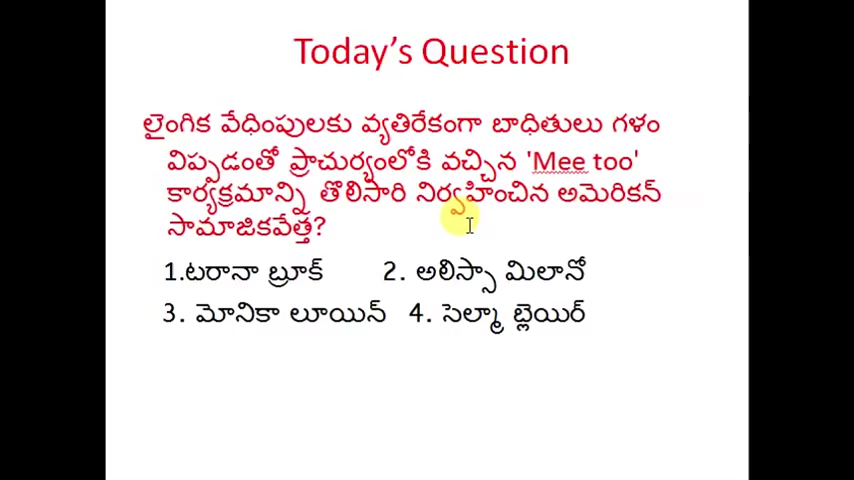 Today's Question
లైంగిక వేధింపులకు వ్యతిరేకంగా బాధితులు గళం
విప్పడంతో ప్రాచుర్యంలోకి వచ్చిన 'Mee too'
కార్యక్రమాన్ని తొలిసారి నిర్వహించిన అమెరికన్
సామాజికవేత్త?
1.టరానా బ్రూక్ 2. అలిస్సా మిలానో
3. మోనికా లూయిన్ 4. సెల్మా బ్లెయిర్